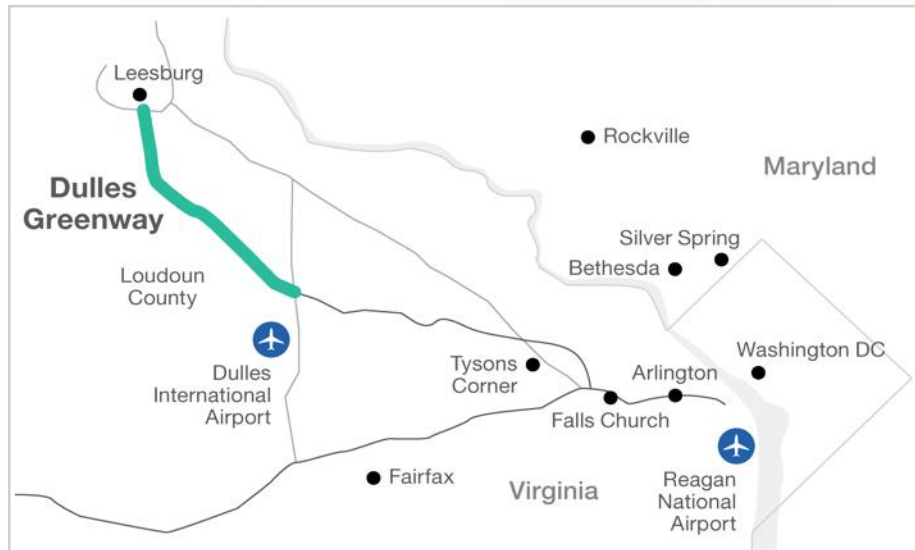 Leesburg
Rockville
Maryland
Dulles
Greenway
Silver Spring
Bethesda
Loudoun
County
Washington DC
Dulles
International
Airport
Tysons
Corner
Arlington
Falls Church
Fairfax
Virginia
Reagan
National
Airport